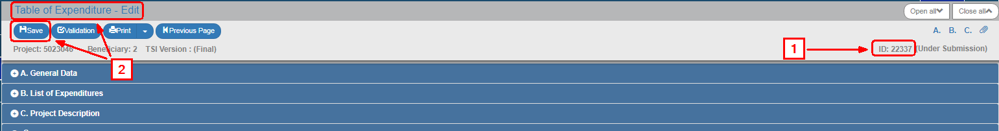 Table of Expenditure - Edit
Open all Close all
Save Validation Print Previous Page
A. B. C.
Project: 5023046 Beneficiary: 2 TSI Version : (Final)
1
ID: 22337 (Under Submission)
2
A. General Data
B. List of Expenditures
C. Project Description